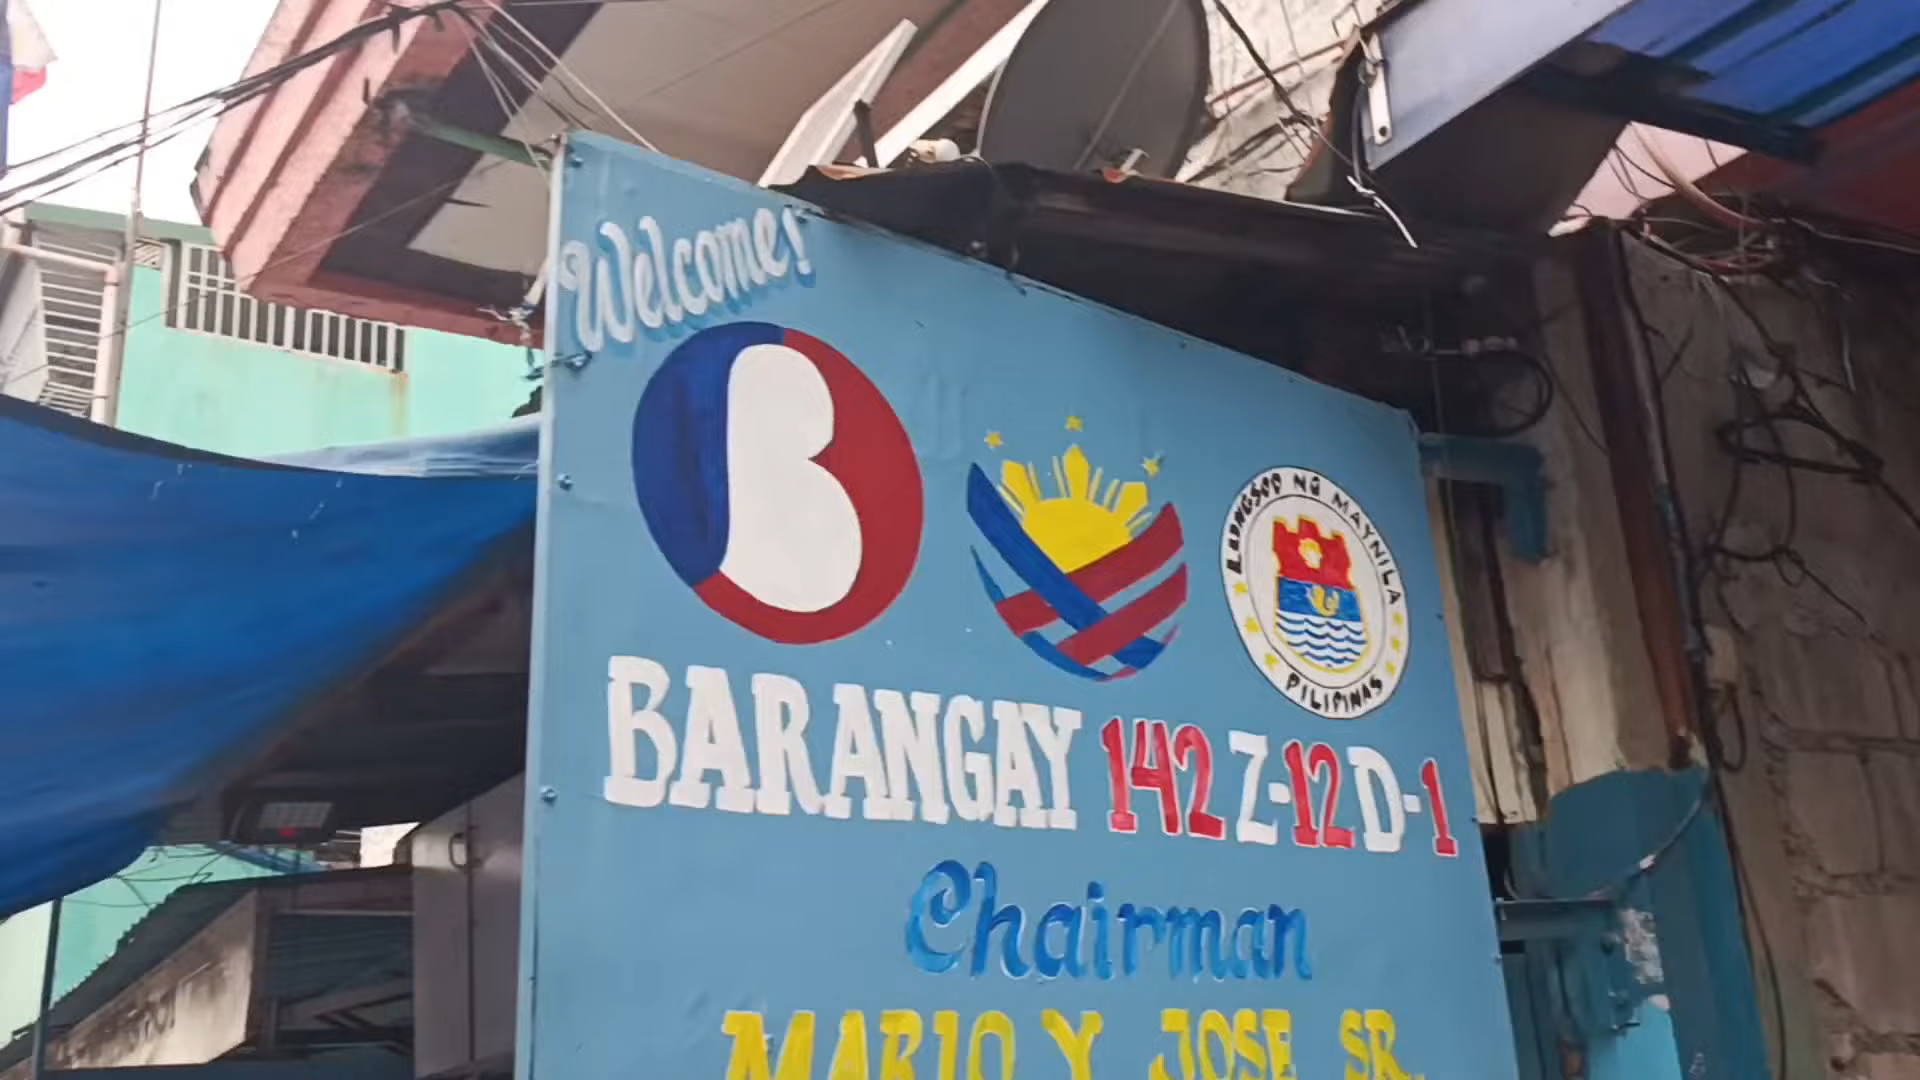 Welcome!
B
LUNGSOD NG MAYNILA
PILIPINAS
BARANGAY 142 Z-12 D-1
Chairman
MARIO Y. JOSE SR.